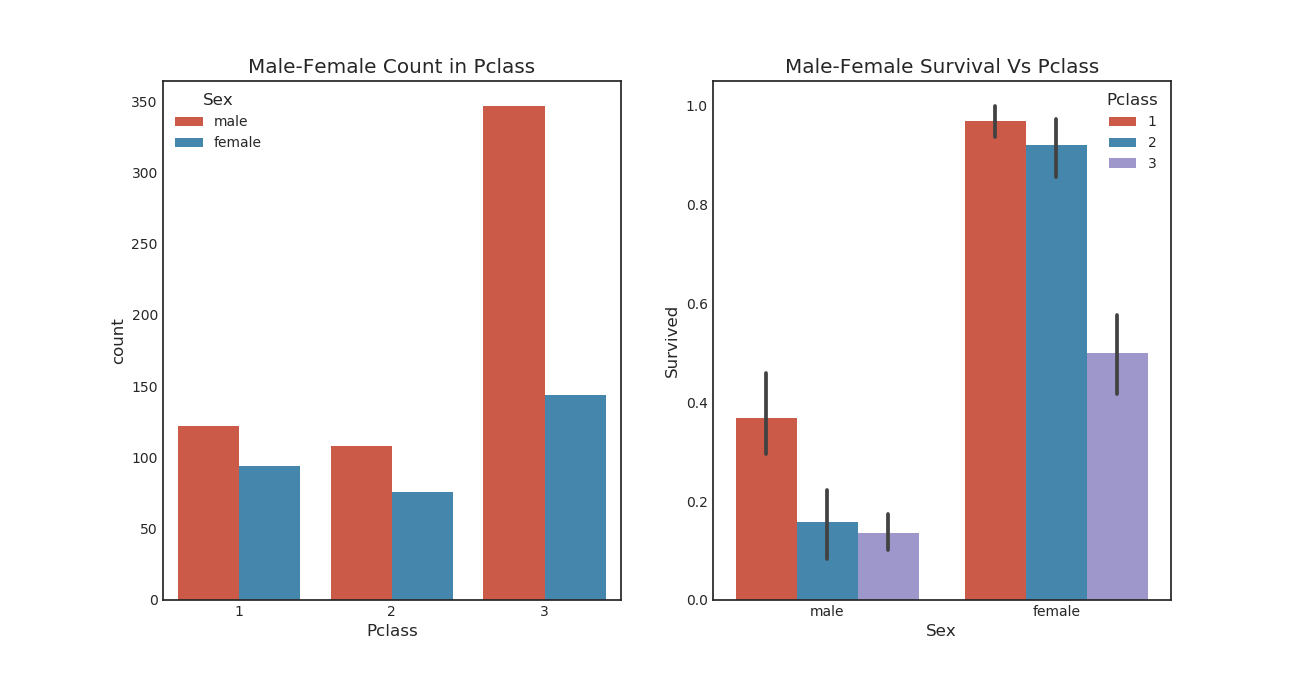 Male-Female Count in Pclass
Sex
male
female
350
300
250
200
150
100
50
0
count
1 2 3
Pclass
Male-Female Survival Vs Pclass
Pclass
1
2
3
1.0
0.8
0.6
0.4
0.2
0.0
Survived
male female
Sex